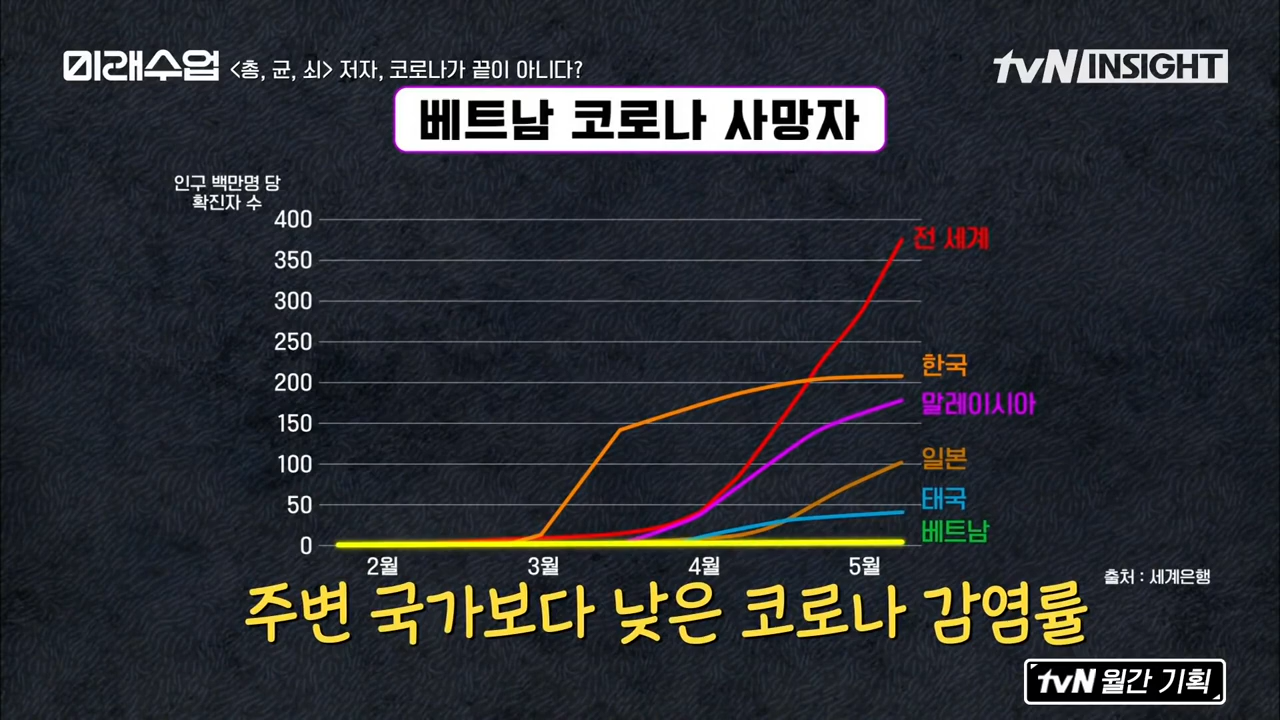 미래수업 <총, 균, 쇠> 저자, 코로나가 끝이 아니다?
tvN INSIGHT
베트남 코로나 사망자
인구 백만명 당
확진자 수
400
350
300
250
200
150
100
50
0
전 세계
한국
말레이시아
일본
태국
베트남
2월 3월 4월 5월
출처 : 세계은행
주변 국가보다 낮은 코로나 감염률
tvN 월간 기획